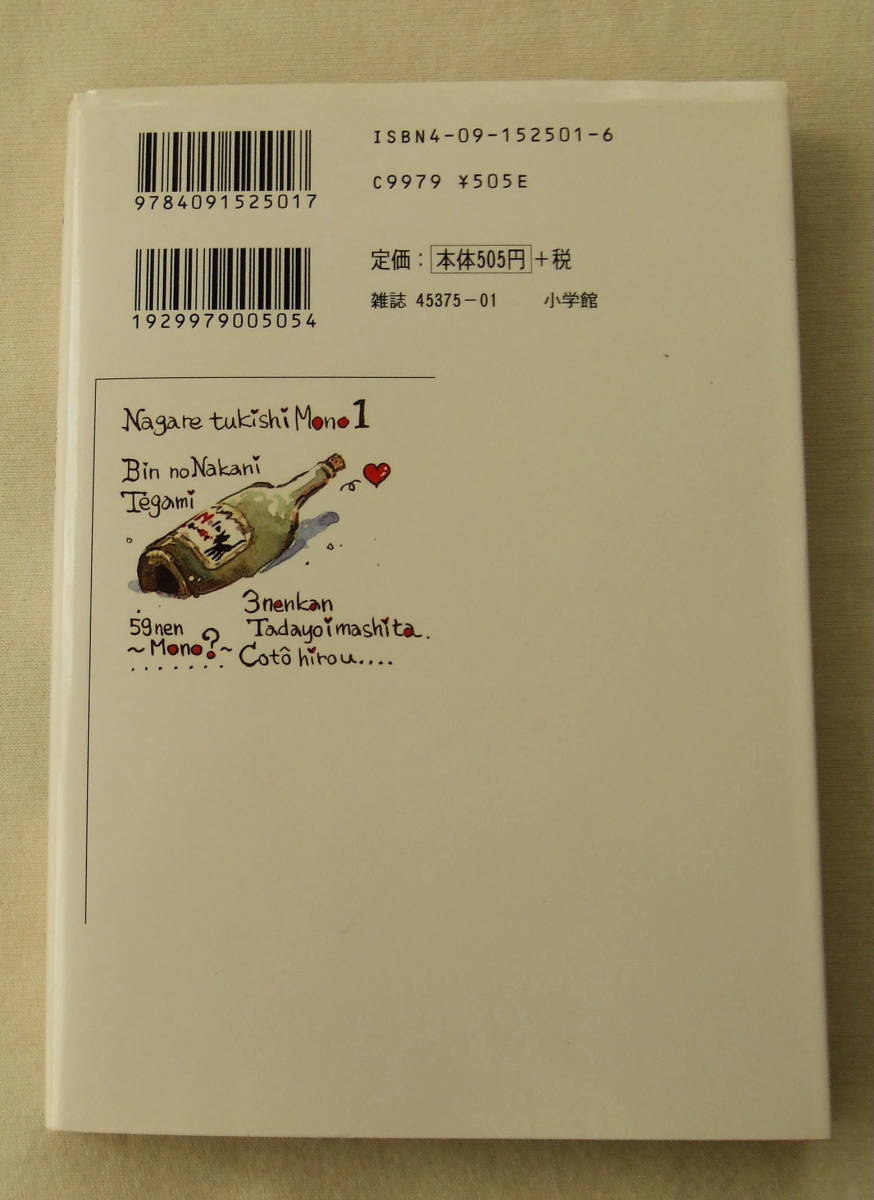 ISBN4-09-152501-6
9784091525017
C9979 ¥505E
定価：本体505円+税
1929979005054
雑誌 45375-01 小学館
Nagare tukishi Mono 1
Bin no Nakani
Tegami
3nenkan
59nen
Tadayoimashita.
~Mono?~
Cotô hirou....